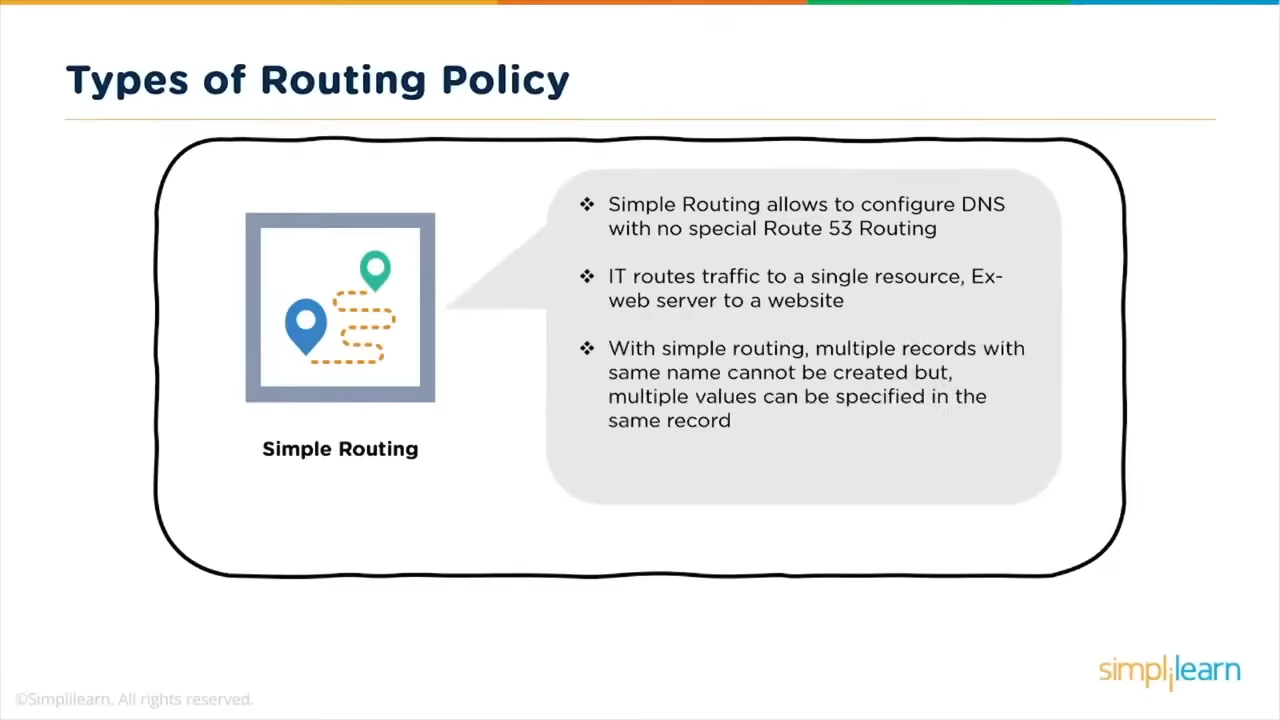 Types of Routing Policy
❖ Simple Routing allows to configure DNS
with no special Route 53 Routing
❖ IT routes traffic to a single resource, Ex-
web server to a website
❖ With simple routing, multiple records with
same name cannot be created but,
multiple values can be specified in the
same record
Simple Routing
simplilearn
©Simplilearn. All rights reserved.